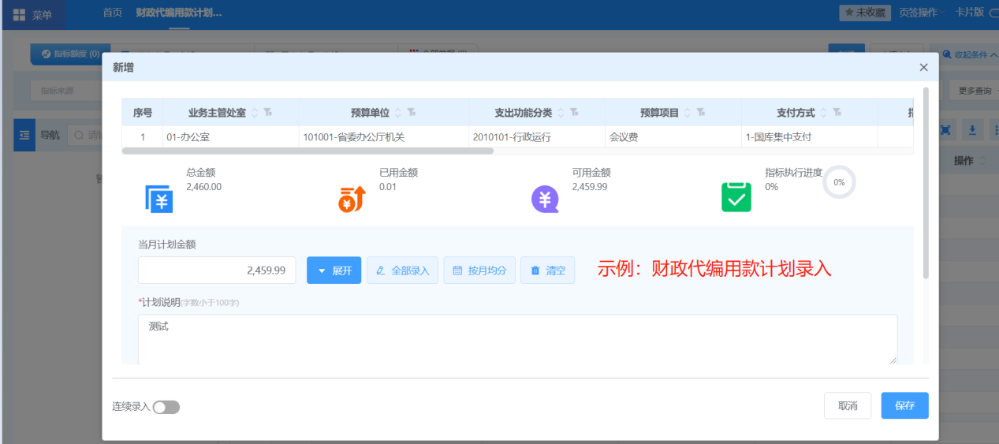 菜单 首页 财政代编用款计划... 未收藏 页签操作 卡片版
指标额度 (0) 收起条件
新增
指标来源 更多查询
序号 业务主管处室 预算单位 支出功能分类 预算项目 支付方式
导航
1 01-办公室 101001-省委办公厅机关 2010101-行政运行 会议费 1-国库集中支付
操作
总金额 已用金额 可用金额 指标执行进度
2,460.00 0.01 2,459.99 0% 0%
当月计划金额
2,459.99 展开 全部录入 按月均分 清空 示例：财政代编用款计划录入
*计划说明(字数小于100字)
测试
连续录入 取消 保存